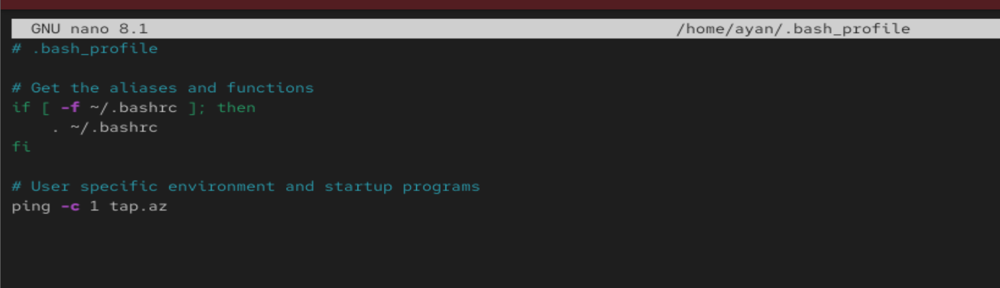 GNU nano 8.1 /home/ayan/.bash_profile
# .bash_profile
# Get the aliases and functions
if [ -f ~/.bashrc ]; then
. ~/.bashrc
fi
# User specific environment and startup programs
ping -c 1 tap.az